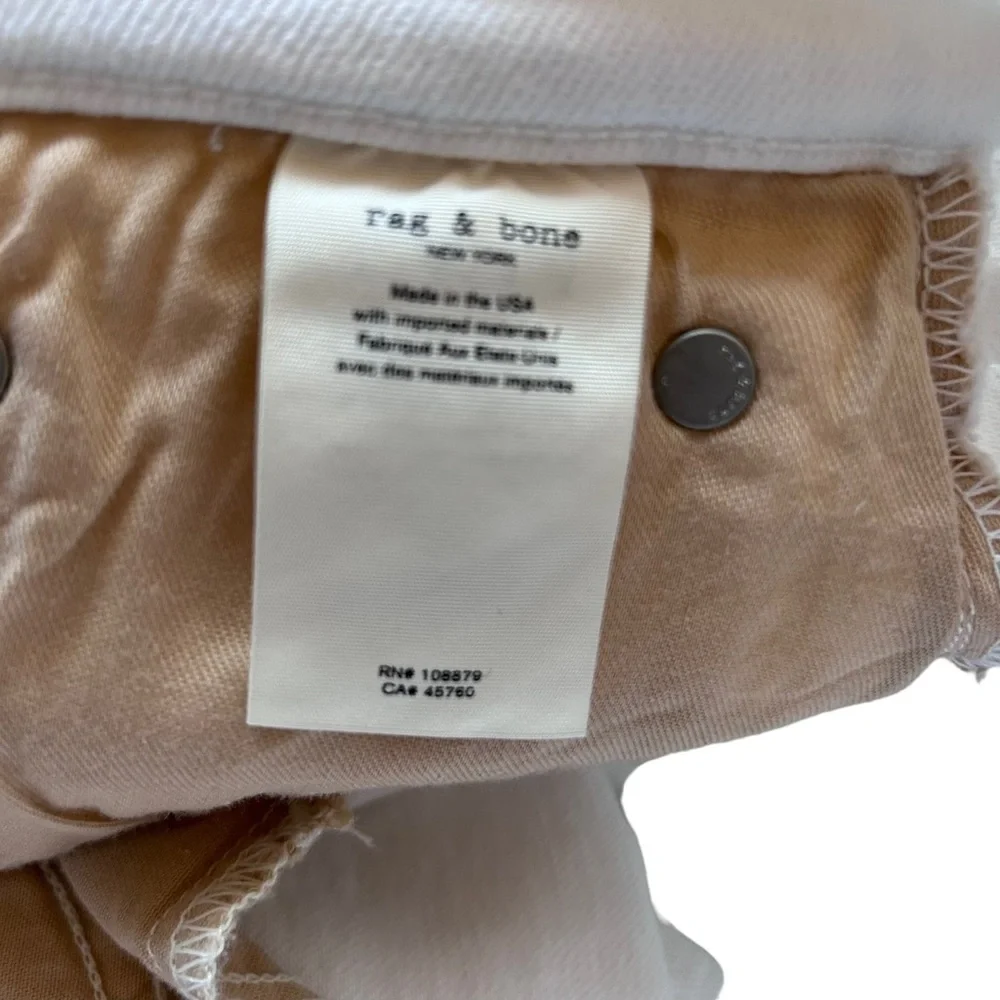 rag & bone
NEW YORK
Made in the USA
with imported materials /
Fabriqué Aux États-Unis
avec des matériaux importés
RN# 108879
CA# 45760